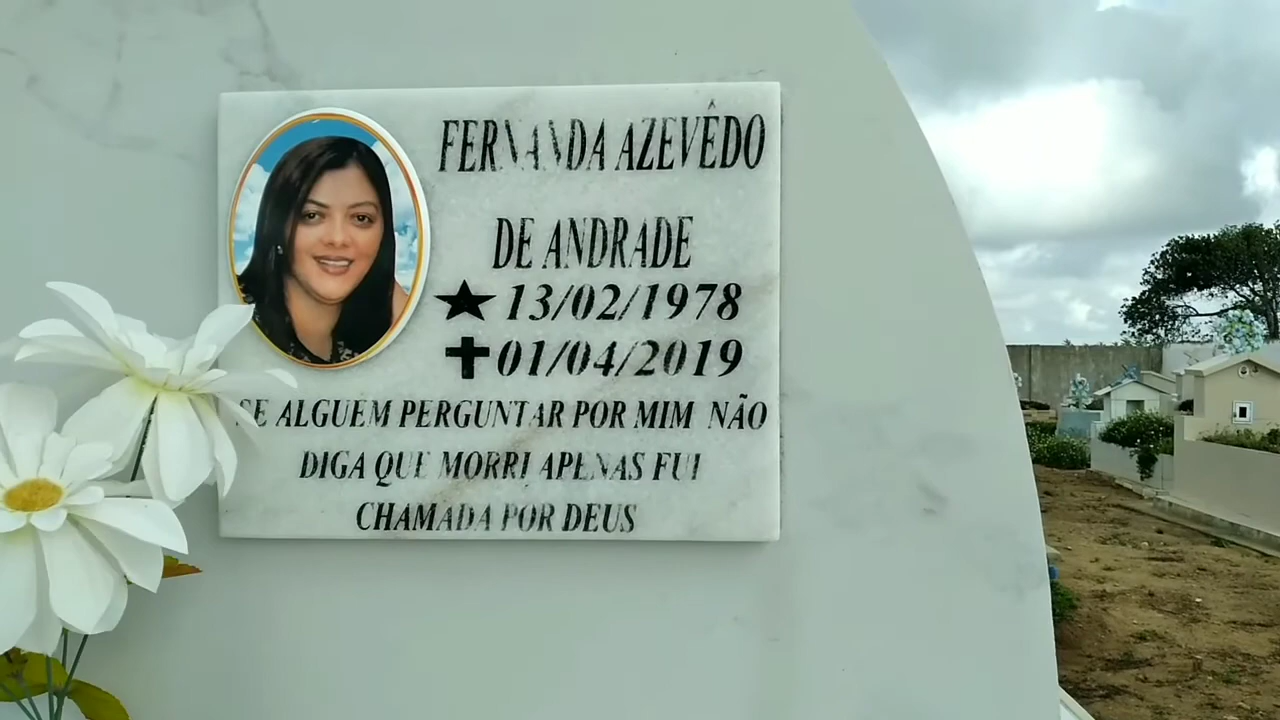 FERNANDA AZEVÊDO
DE ANDRADE
★ 13/02/1978
✝ 01/04/2019
SE ALGUEM PERGUNTAR POR MIM NÃO
DIGA QUE MORRI APENAS FUI
CHAMADA POR DEUS